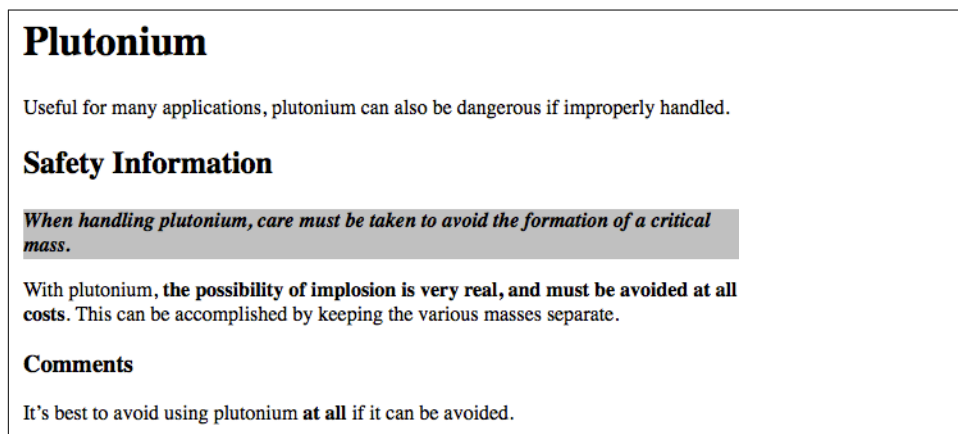 Plutonium
Useful for many applications, plutonium can also be dangerous if improperly handled.
Safety Information
When handling plutonium, care must be taken to avoid the formation of a critical
mass.
With plutonium, the possibility of implosion is very real, and must be avoided at all
costs. This can be accomplished by keeping the various masses separate.
Comments
It's best to avoid using plutonium at all if it can be avoided.